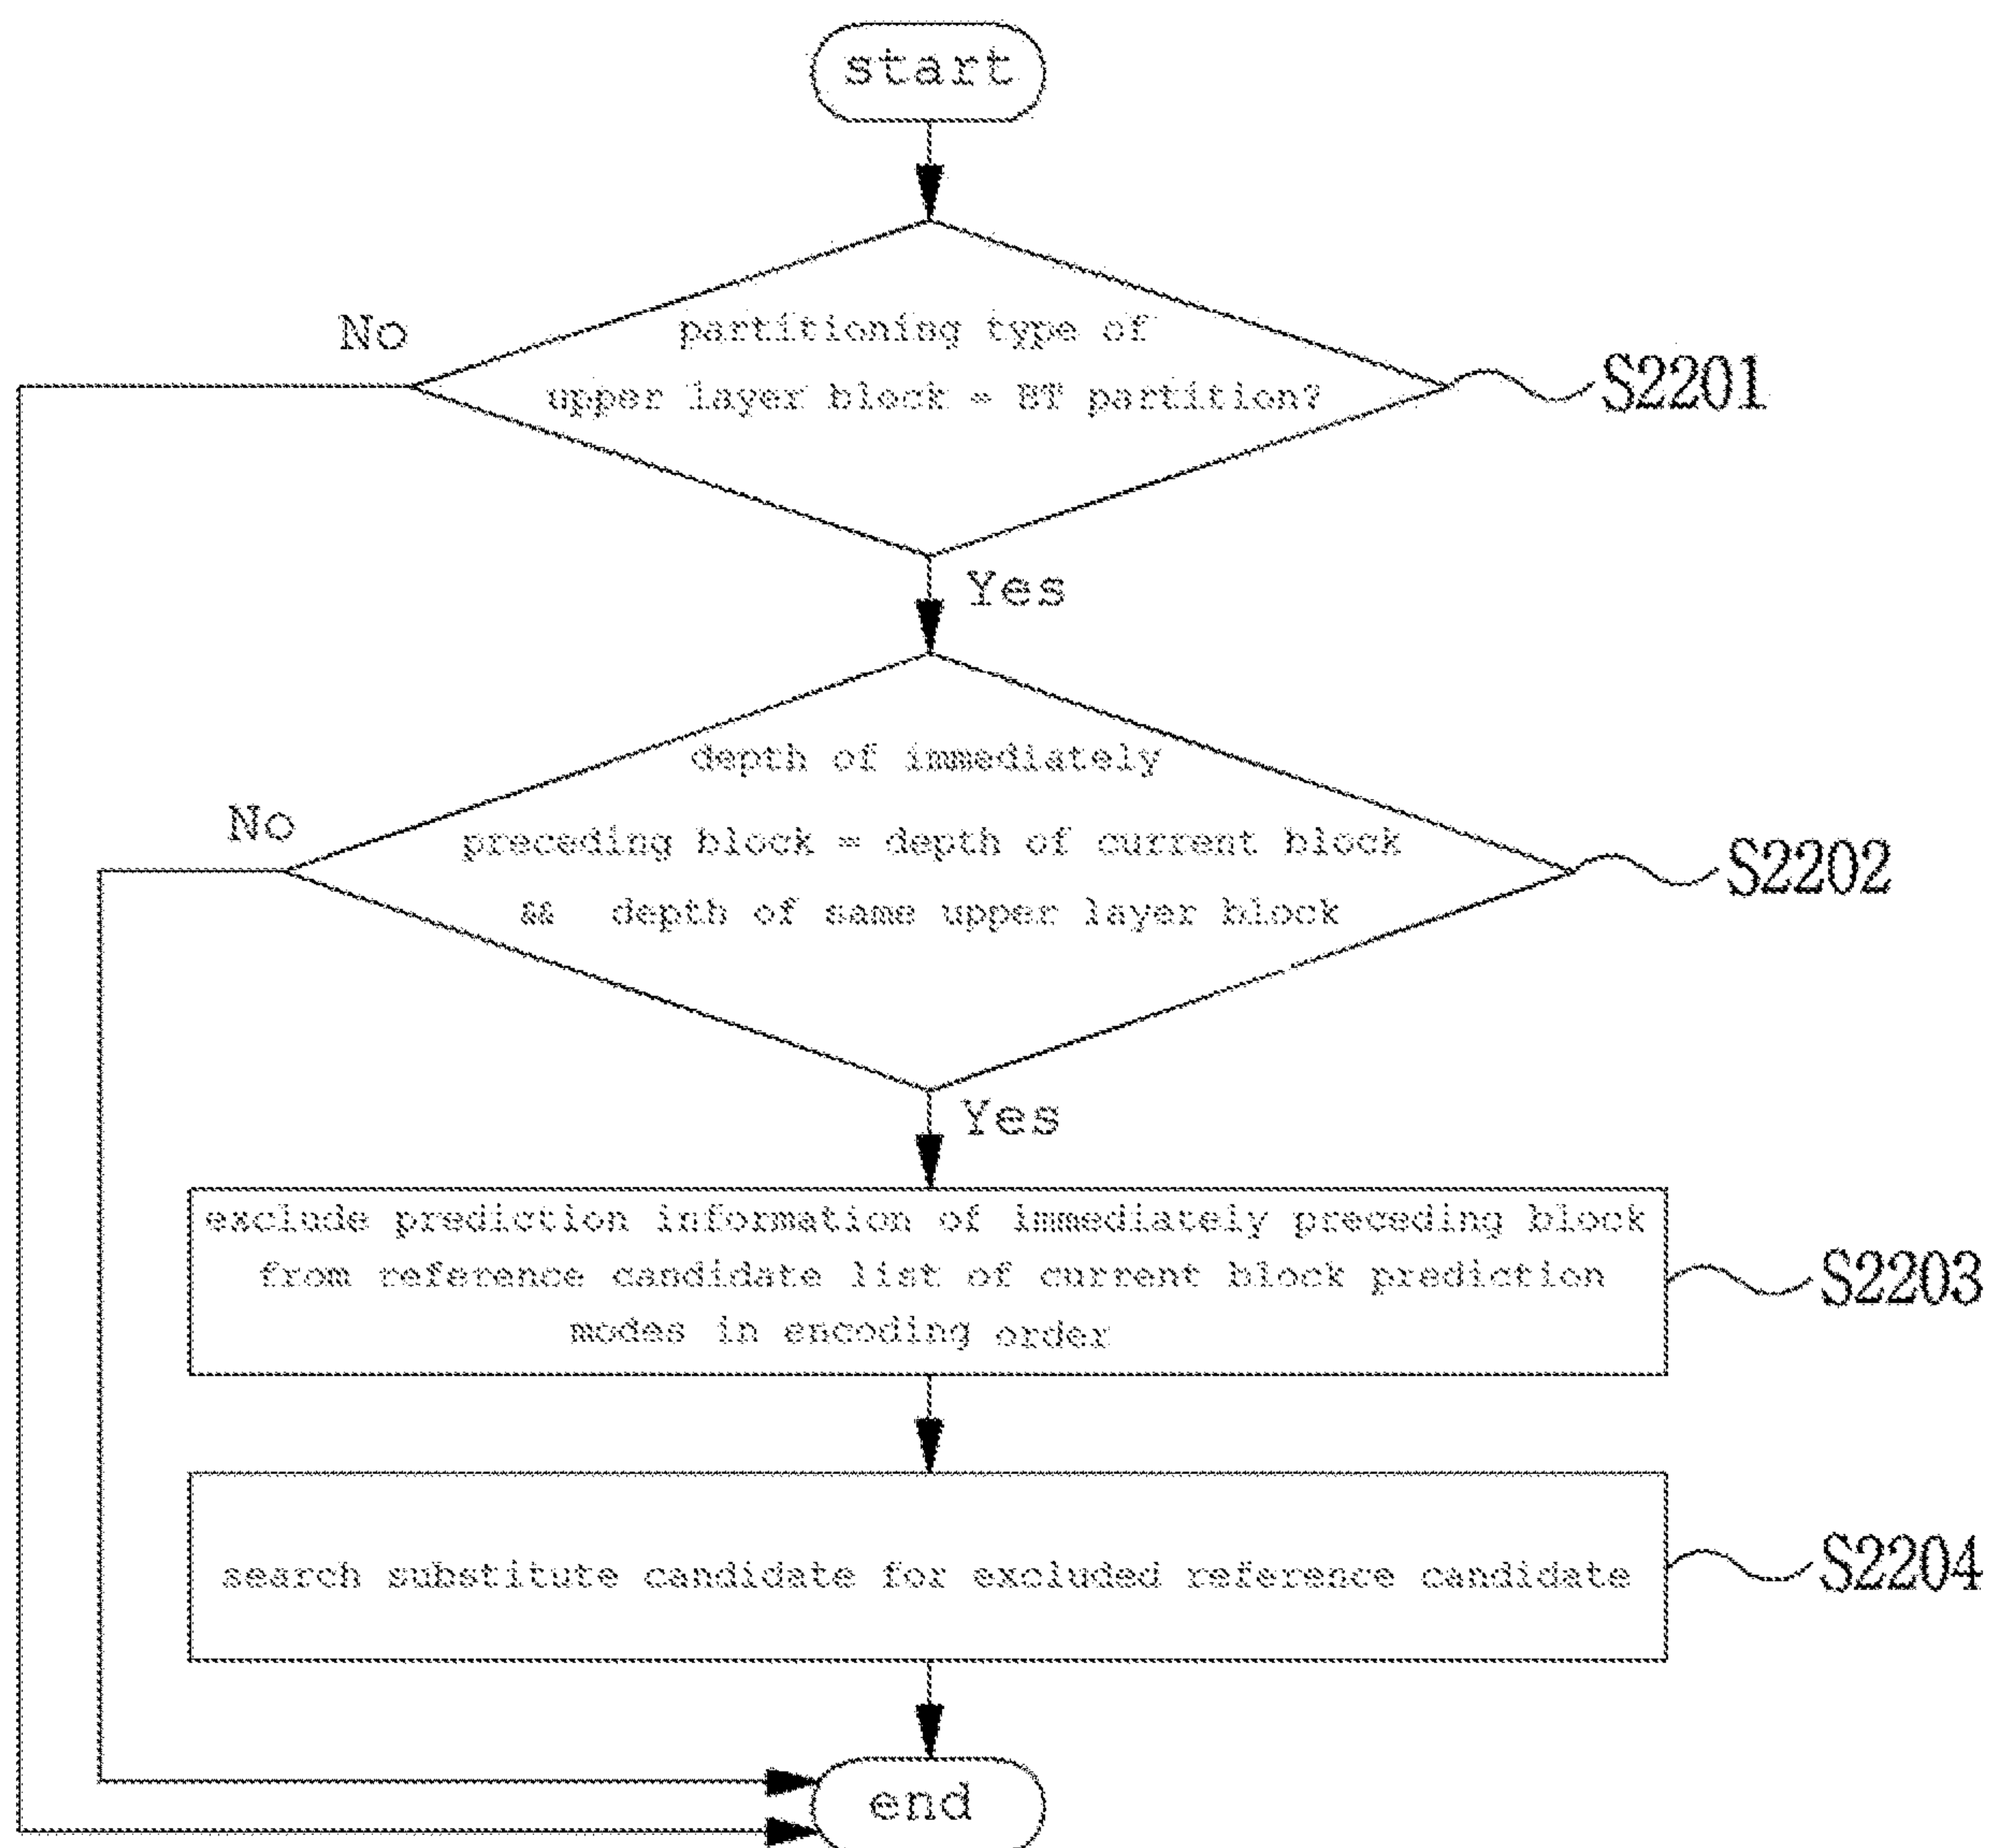 start
No
partitioning type of
upper layer block = BT partition?
S2201
Yes
No
depth of immediately
preceding block = depth of current block
&& depth of same upper layer block
S2202
Yes
exclude prediction information of immediately preceding block
from reference candidate list of current block prediction
modes in encoding order
S2203
search substitute candidate for excluded reference candidate
S2204
end